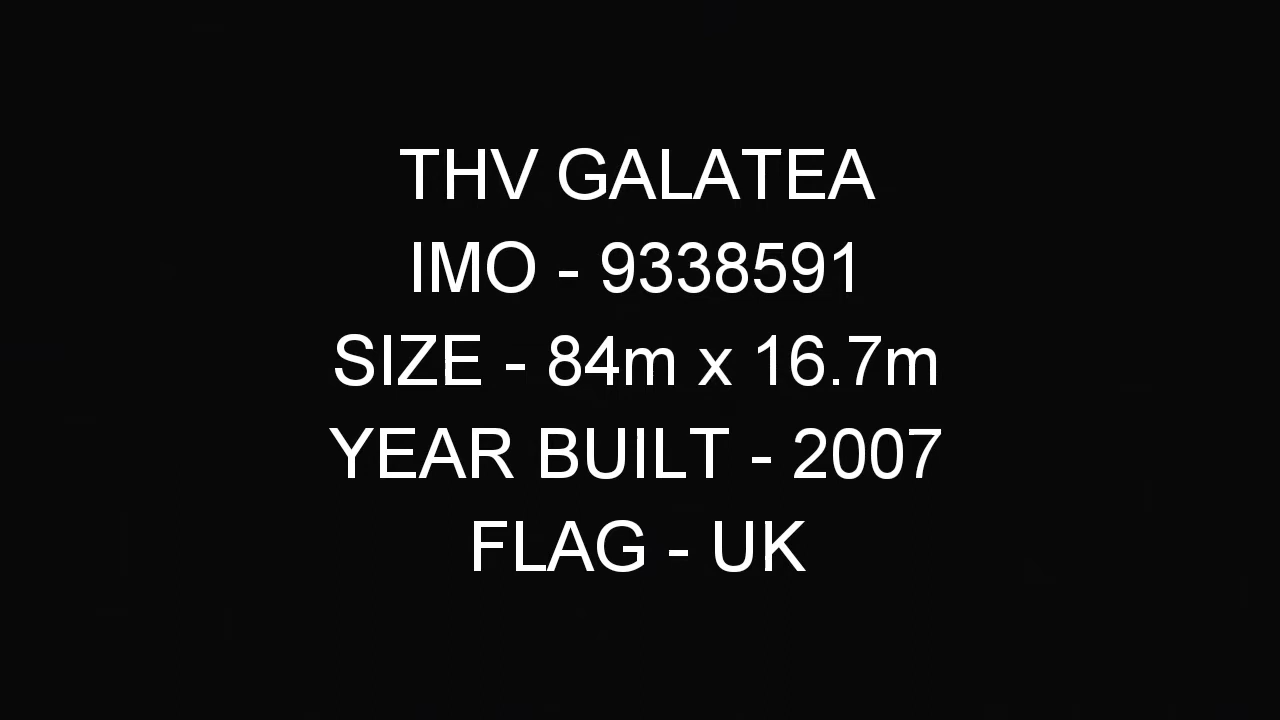 THV GALATEA
IMO - 9338591
SIZE - 84m x 16.7m
YEAR BUILT - 2007
FLAG - UK